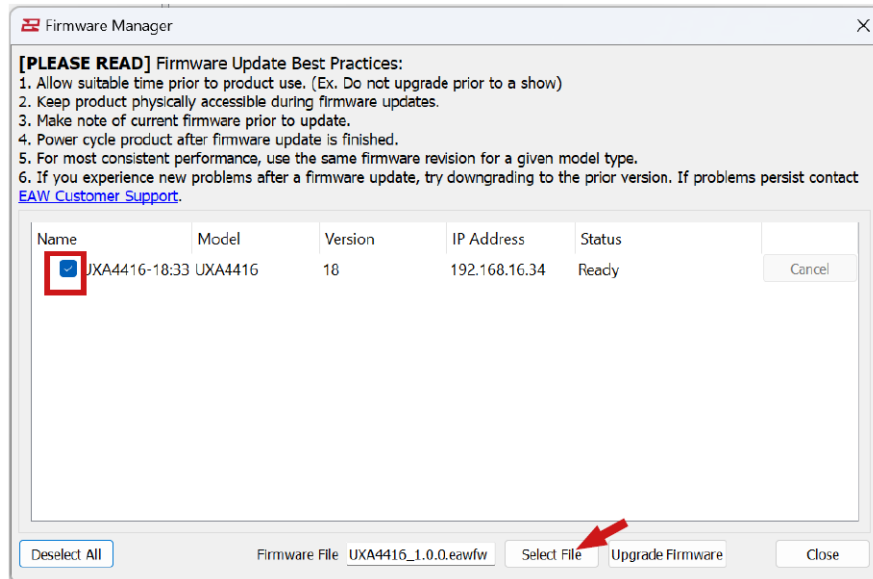 Firmware Manager
[PLEASE READ] Firmware Update Best Practices:
1. Allow suitable time prior to product use. (Ex. Do not upgrade prior to a show)
2. Keep product physically accessible during firmware updates.
3. Make note of current firmware prior to update.
4. Power cycle product after firmware update is finished.
5. For most consistent performance, use the same firmware revision for a given model type.
6. If you experience new problems after a firmware update, try downgrading to the prior version. If problems persist contact
EAW Customer Support.
Name Model Version IP Address Status
UXA4416-18:33 UXA4416 18 192.168.16.34 Ready Cancel
Deselect All Firmware File UXA4416_1.0.0.eawfw Select File Upgrade Firmware Close